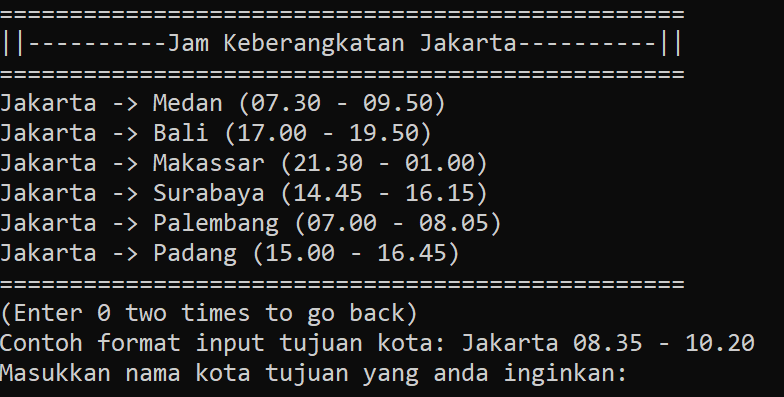 =================================================
||----------Jam Keberangkatan Jakarta----------||
=================================================
Jakarta -> Medan (07.30 - 09.50)
Jakarta -> Bali (17.00 - 19.50)
Jakarta -> Makassar (21.30 - 01.00)
Jakarta -> Surabaya (14.45 - 16.15)
Jakarta -> Palembang (07.00 - 08.05)
Jakarta -> Padang (15.00 - 16.45)
=================================================
(Enter 0 two times to go back)
Contoh format input tujuan kota: Jakarta 08.35 - 10.20
Masukkan nama kota tujuan yang anda inginkan: